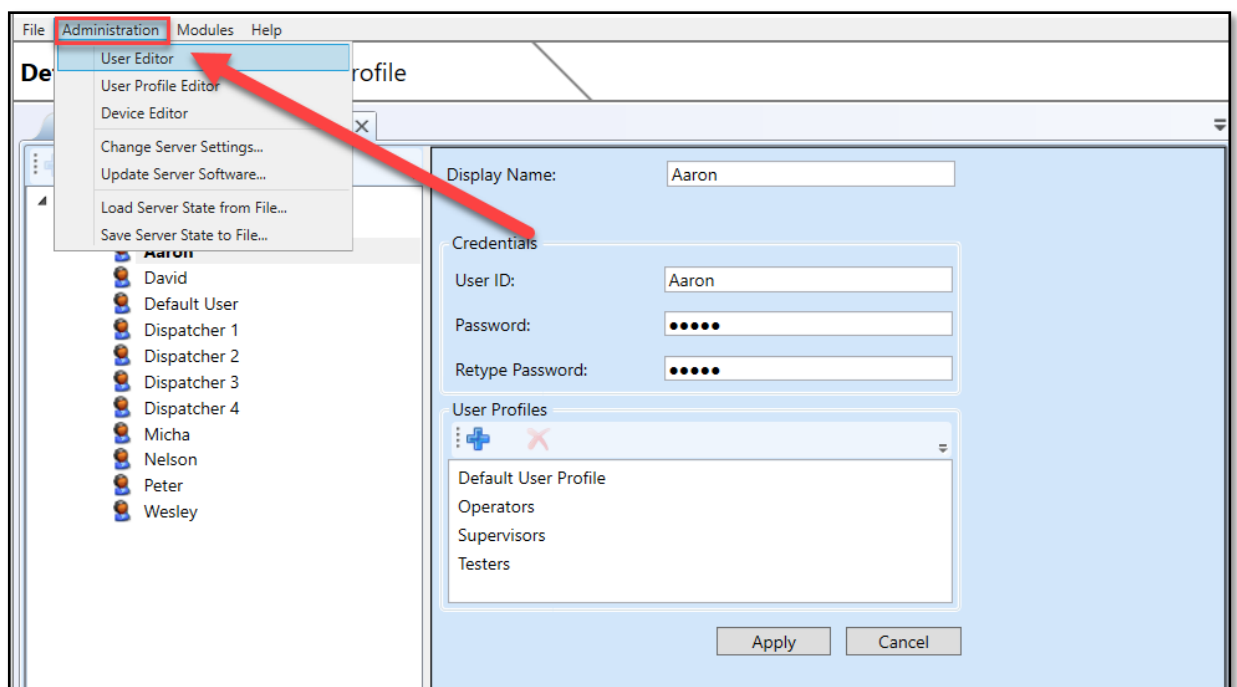 File Administration Modules Help
User Editor
De rofile
User Profile Editor
Device Editor
Change Server Settings...
Update Server Software...
Load Server State from File...
Save Server State to File...
Aaron
David
Default User
Dispatcher 1
Dispatcher 2
Dispatcher 3
Dispatcher 4
Micha
Nelson
Peter
Wesley
Display Name: Aaron
Credentials
User ID: Aaron
Password: •••••
Retype Password: •••••
User Profiles
Default User Profile
Operators
Supervisors
Testers
Apply Cancel